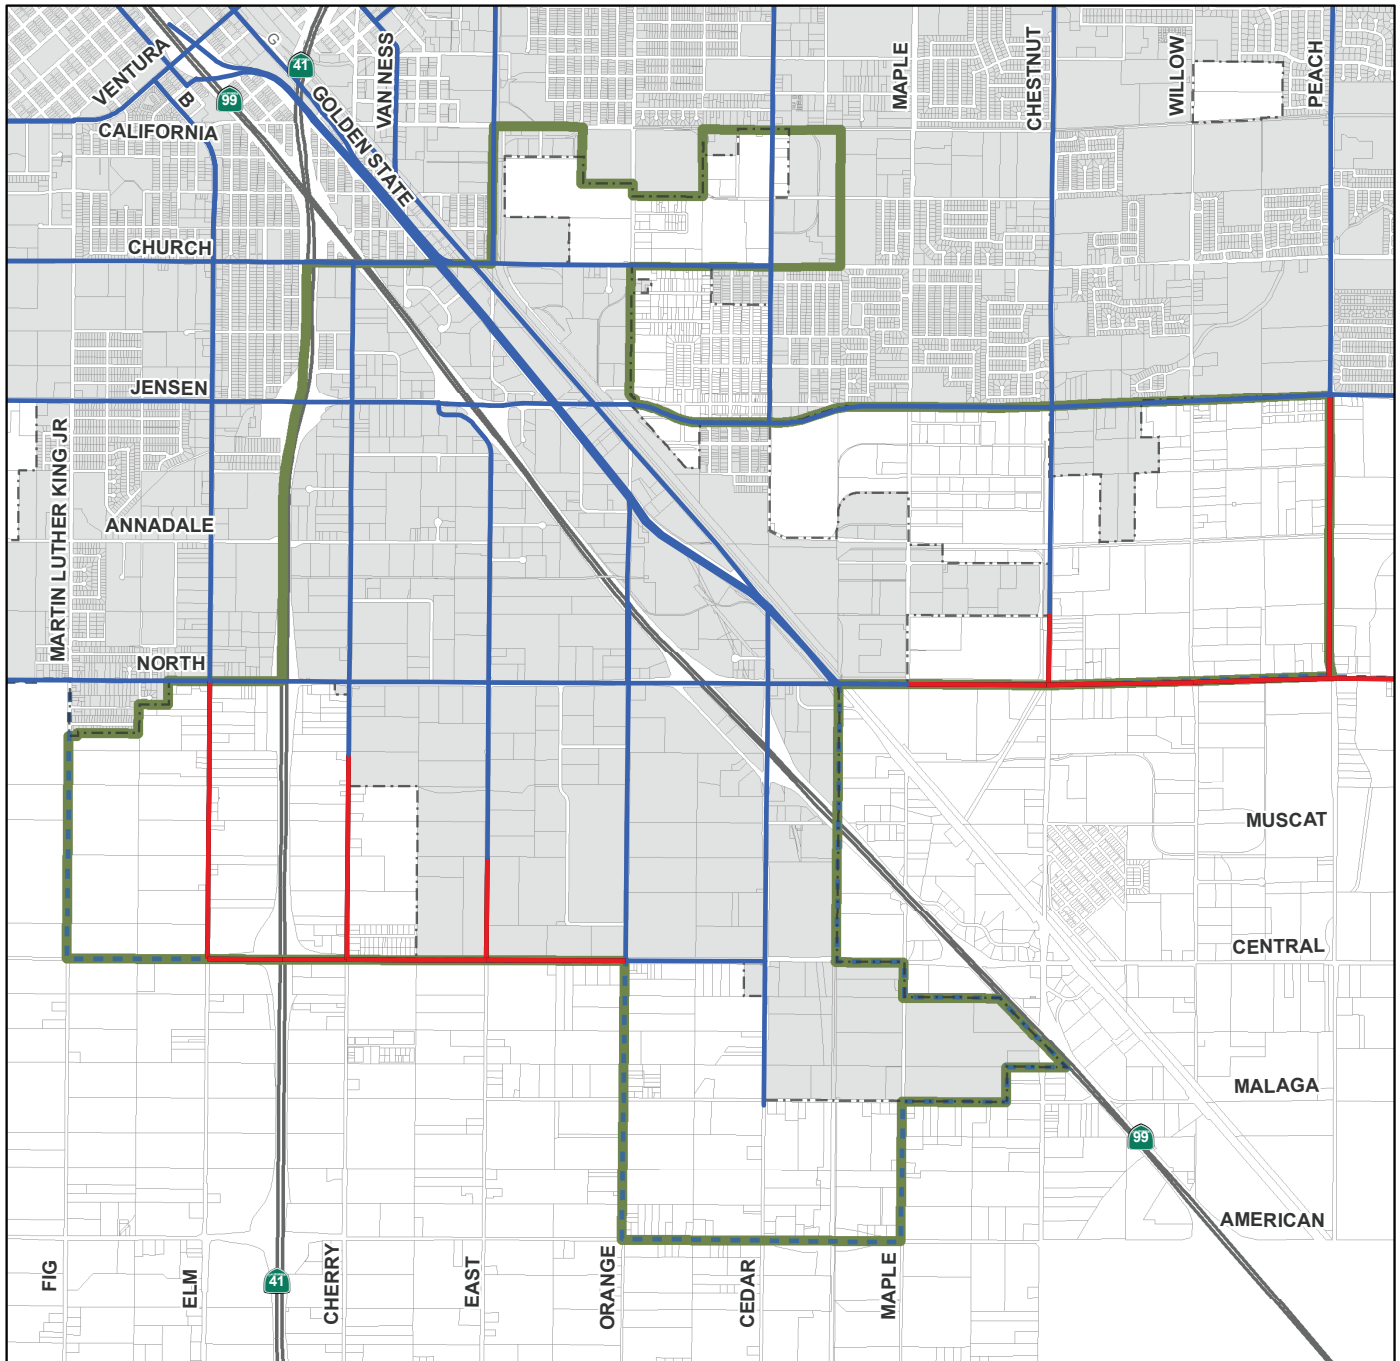 G
VAN NESS
VENTURA
41
MAPLE
CHESTNUT
WILLOW
PEACH
B
99
GOLDEN STATE
CALIFORNIA
CHURCH
JENSEN
MARTIN LUTHER KING JR
ANNADALE
NORTH
MUSCAT
CENTRAL
MALAGA
99
AMERICAN
FIG
ELM
41
CHERRY
EAST
ORANGE
CEDAR
MAPLE